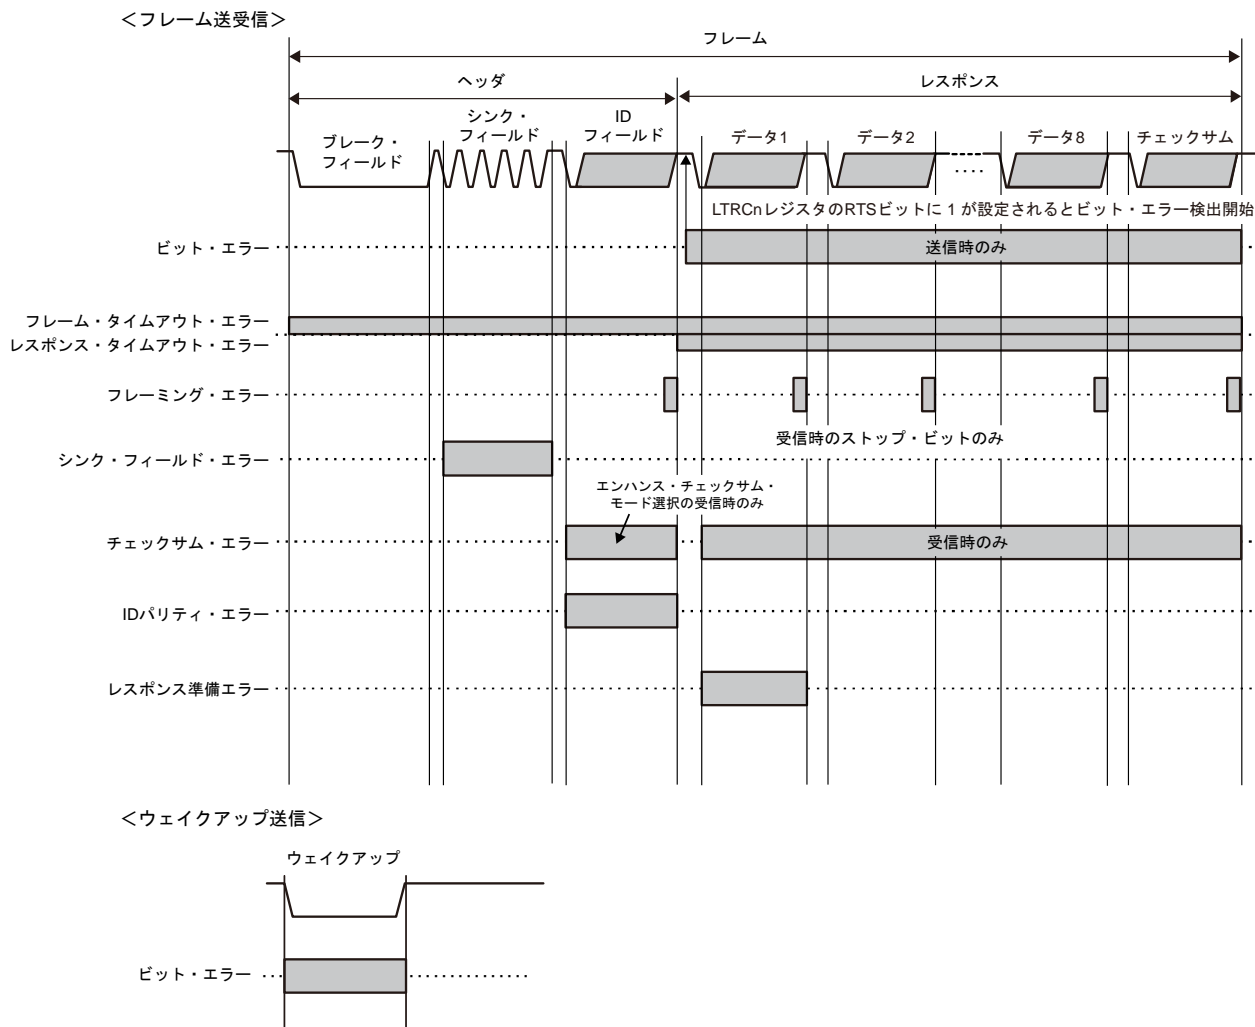 ＜フレーム送受信＞
フレーム
ヘッダ
レスポンス
ブレーク・
フィールド
シンク・
フィールド
ID
フィールド
データ1
データ2
データ8
チェックサム
LTRCnレジスタのRTSビットに 1 が設定されるとビット・エラー検出開始
ビット・エラー
送信時のみ
フレーム・タイムアウト・エラー
レスポンス・タイムアウト・エラー
フレーミング・エラー
受信時のストップ・ビットのみ
シンク・フィールド・エラー
エンハンス・チェックサム・
モード選択の受信時のみ
チェックサム・エラー
受信時のみ
IDパリティ・エラー
レスポンス準備エラー
＜ウェイクアップ送信＞
ウェイクアップ
ビット・エラー